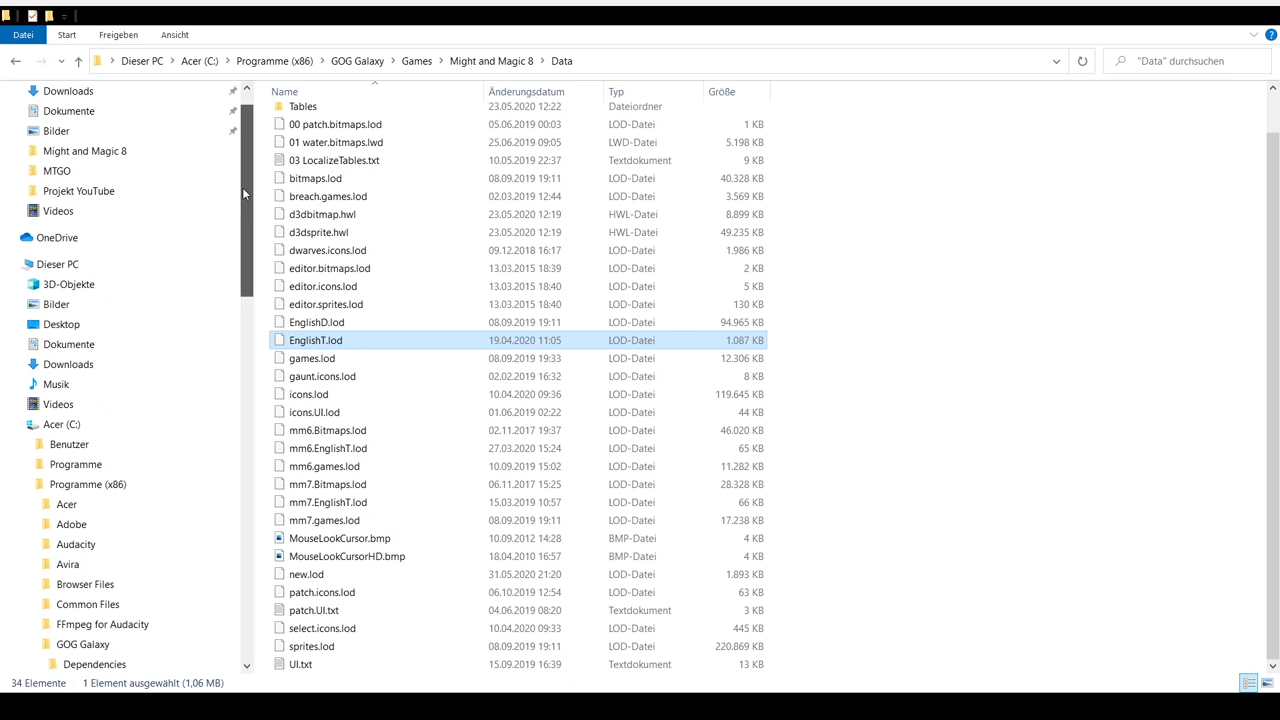 Datei Start Freigeben Ansicht
Dieser PC > Acer (C:) > Programme (x86) > GOG Galaxy > Games > Might and Magic 8 > Data "Data" durchsuchen
Downloads
Dokumente
Bilder
Might and Magic 8
MTGO
Projekt YouTube
Videos
OneDrive
Dieser PC
3D-Objekte
Bilder
Desktop
Dokumente
Downloads
Musik
Videos
Acer (C:)
Benutzer
Programme
Programme (x86)
Acer
Adobe
Audacity
Avira
Browser Files
Common Files
FFmpeg for Audacity
GOG Galaxy
Dependencies
Name Änderungsdatum Typ Größe
Tables 23.05.2020 12:22 Dateiordner
00 patch.bitmaps.lod 05.06.2019 00:03 LOD-Datei 1 KB
01 water.bitmaps.lwd 25.06.2019 09:05 LWD-Datei 5.198 KB
03 LocalizeTables.txt 10.05.2019 22:37 Textdokument 9 KB
bitmaps.lod 08.09.2019 19:11 LOD-Datei 40.328 KB
breach.games.lod 02.03.2019 12:44 LOD-Datei 3.569 KB
d3dbitmap.hwl 23.05.2020 12:19 HWL-Datei 8.899 KB
d3dsprite.hwl 23.05.2020 12:19 HWL-Datei 49.235 KB
dwarves.icons.lod 09.12.2018 16:17 LOD-Datei 1.986 KB
editor.bitmaps.lod 13.03.2015 18:39 LOD-Datei 2 KB
editor.icons.lod 13.03.2015 18:40 LOD-Datei 5 KB
editor.sprites.lod 13.03.2015 18:40 LOD-Datei 130 KB
EnglishD.lod 08.09.2019 19:11 LOD-Datei 94.965 KB
EnglishT.lod 19.04.2020 11:05 LOD-Datei 1.087 KB
games.lod 08.09.2019 19:33 LOD-Datei 12.306 KB
gaunt.icons.lod 02.02.2019 16:32 LOD-Datei 8 KB
icons.lod 10.04.2020 09:36 LOD-Datei 119.645 KB
icons.UI.lod 01.06.2019 02:22 LOD-Datei 44 KB
mm6.Bitmaps.lod 02.11.2017 19:37 LOD-Datei 46.020 KB
mm6.EnglishT.lod 27.03.2020 15:24 LOD-Datei 65 KB
mm6.games.lod 10.09.2019 15:02 LOD-Datei 11.282 KB
mm7.Bitmaps.lod 06.11.2017 15:25 LOD-Datei 28.328 KB
mm7.EnglishT.lod 15.03.2019 10:57 LOD-Datei 66 KB
mm7.games.lod 08.09.2019 19:11 LOD-Datei 17.238 KB
MouseLookCursor.bmp 10.09.2012 14:28 BMP-Datei 4 KB
MouseLookCursorHD.bmp 18.04.2010 16:57 BMP-Datei 4 KB
new.lod 31.05.2020 21:20 LOD-Datei 1.893 KB
patch.icons.lod 06.10.2019 12:54 LOD-Datei 63 KB
patch.UI.txt 04.06.2019 08:20 Textdokument 3 KB
select.icons.lod 10.04.2020 09:33 LOD-Datei 445 KB
sprites.lod 08.09.2019 19:11 LOD-Datei 220.869 KB
UI.txt 15.09.2019 16:39 Textdokument 13 KB
34 Elemente 1 Element ausgewählt (1,06 MB)